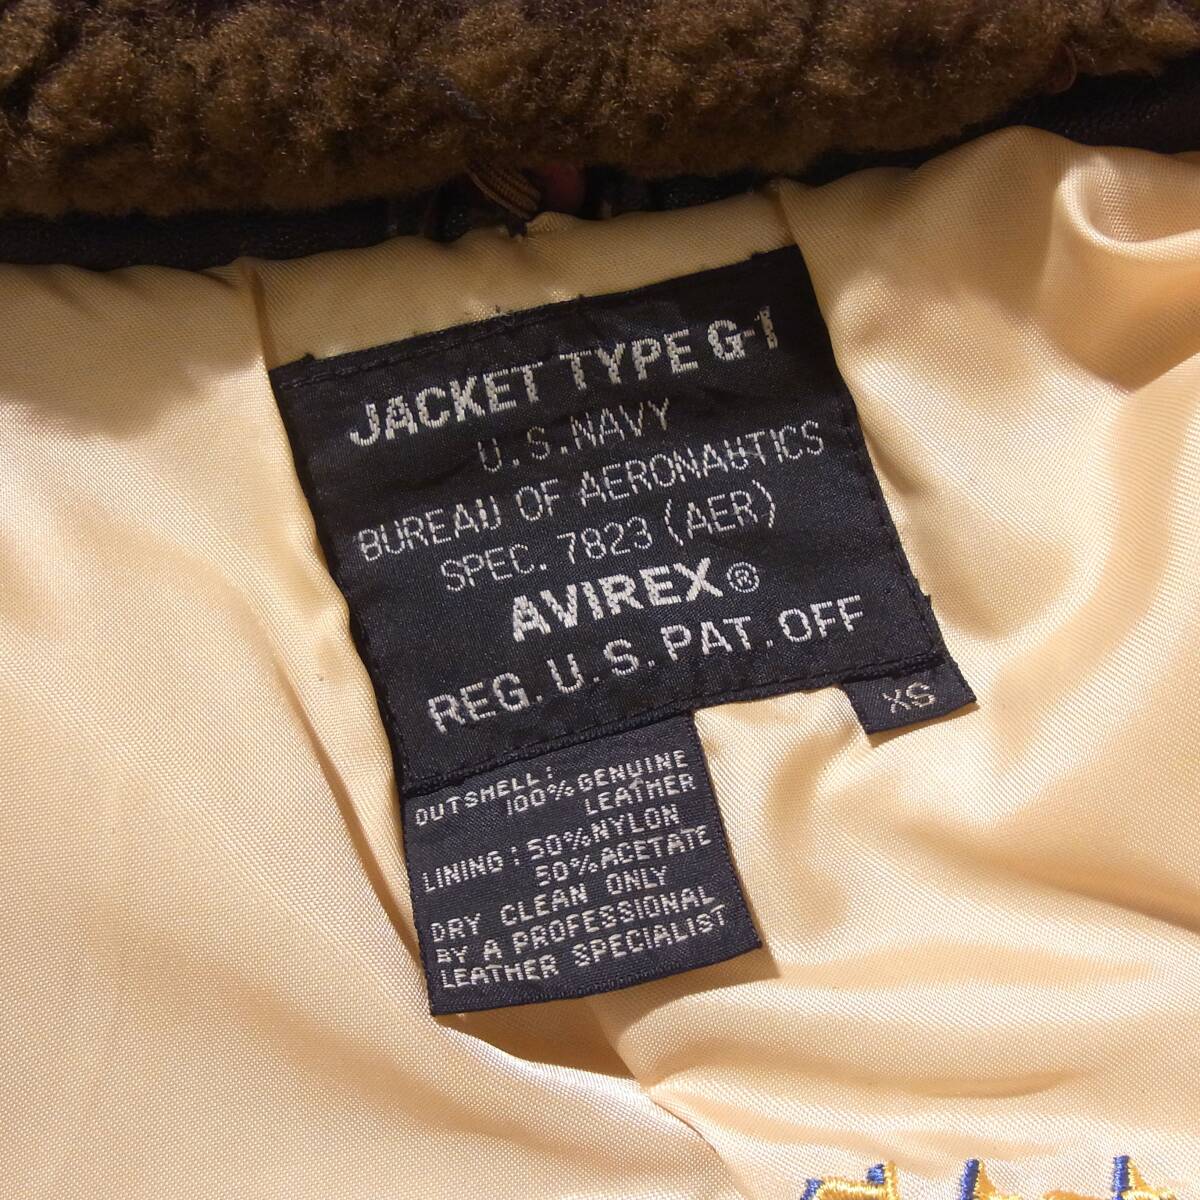 JACKET TYPE G-1
U.S.NAVY
BUREAU OF AERONAUTICS
SPEC. 7823 (AER)
AVIREX®
REG. U.S. PAT..OFF
XS
OUTSHELL:
100% GENUINE
LEATHER
LINING: 50% NYLON
50% ACETATE
DRY CLEAN ONLY
BY A PROFESSIONAL
LEATHER SPECIALIST